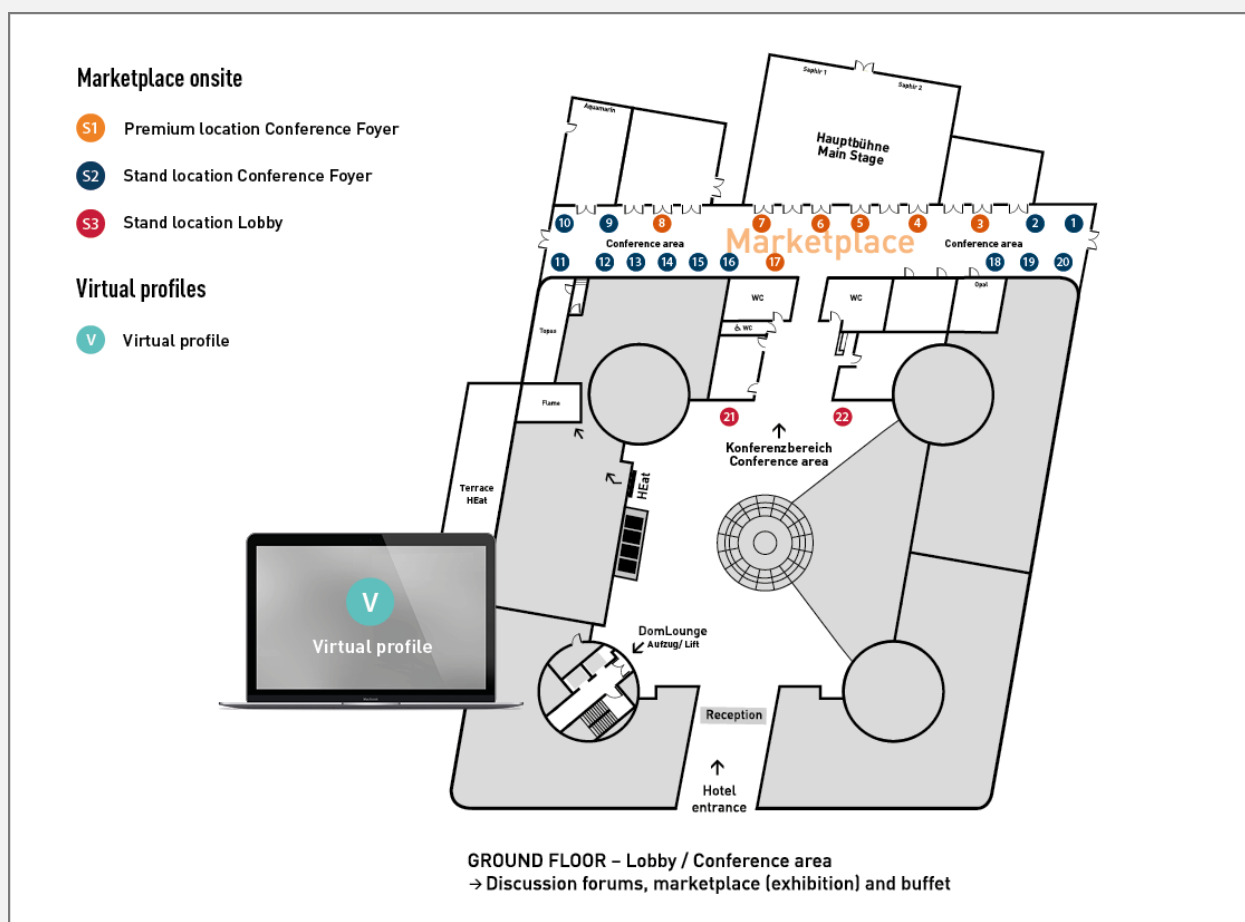 Marketplace onsite
S1 Premium location Conference Foyer
S2 Stand location Conference Foyer
S3 Stand location Lobby
Virtual profiles
V Virtual profile
Saphir 1
Saphir 2
Aquamarin
Hauptbühne
Main Stage
10 9 8 7 6 5 4 3 2 1
Conference area
Marketplace
Conference area
11 12 13 14 15 16 17 18 19 20
WC
WC
Opal
Topas
WC
Flame
21
22
Konferenzbereich
Conference area
HEat
Terrace
HEat
V
Virtual profile
DomLounge
Aufzug/ Lift
Reception
Hotel
entrance
GROUND FLOOR – Lobby / Conference area
→ Discussion forums, marketplace (exhibition) and buffet